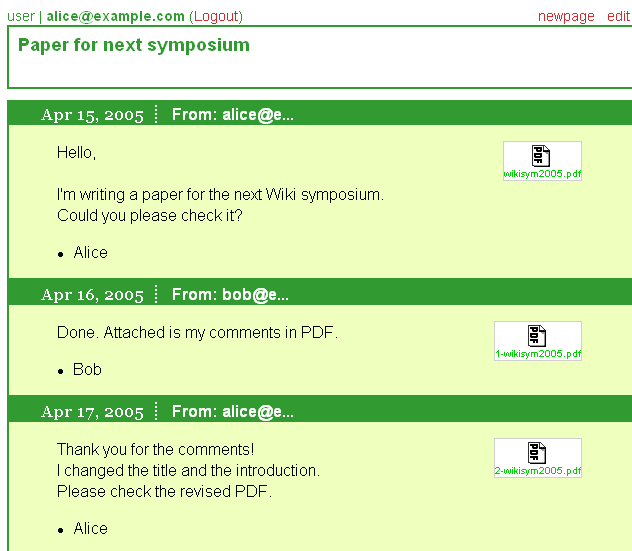 user | alice@example.com (Logout) newpage edit
Paper for next symposium
Apr 15, 2005 From: alice@e...
Hello,
PDF
wikisym2005.pdf
I'm writing a paper for the next Wiki symposium.
Could you please check it?
• Alice
Apr 16, 2005 From: bob@e...
Done. Attached is my comments in PDF.
PDF
1-wikisym2005.pdf
• Bob
Apr 17, 2005 From: alice@e...
Thank you for the comments!
PDF
2-wikisym2005.pdf
I changed the title and the introduction.
Please check the revised PDF.
• Alice